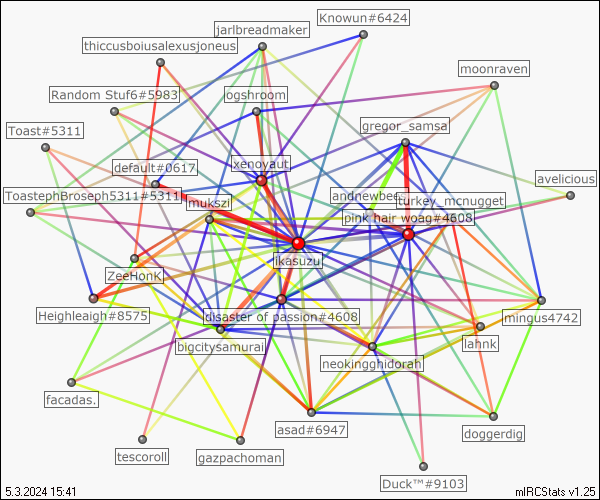 Knowun#6424
jarlbreadmaker
thiccusboiusalexusjoneus
moonraven
Random Stuf6#5983
ogshroom
gregor_samsa
Toast#5311
default#0617
xenoyaut
avelicious
ToastephBroseph5311#5311
mukszi
andnewbee
turkey_mcnugget
pink hair woag#4608
ikasuzu
ZeeHonk
Heighleaigh#8575
disaster of passion#4608
mingus4742
bigcitysamurai
lahnk
neokingghidorah
facadas.
asad#6947
doggerdig
tescoroll
gazpachoman
Duck™#9103
5.3.2024 15:41
mIRCStats v1.25